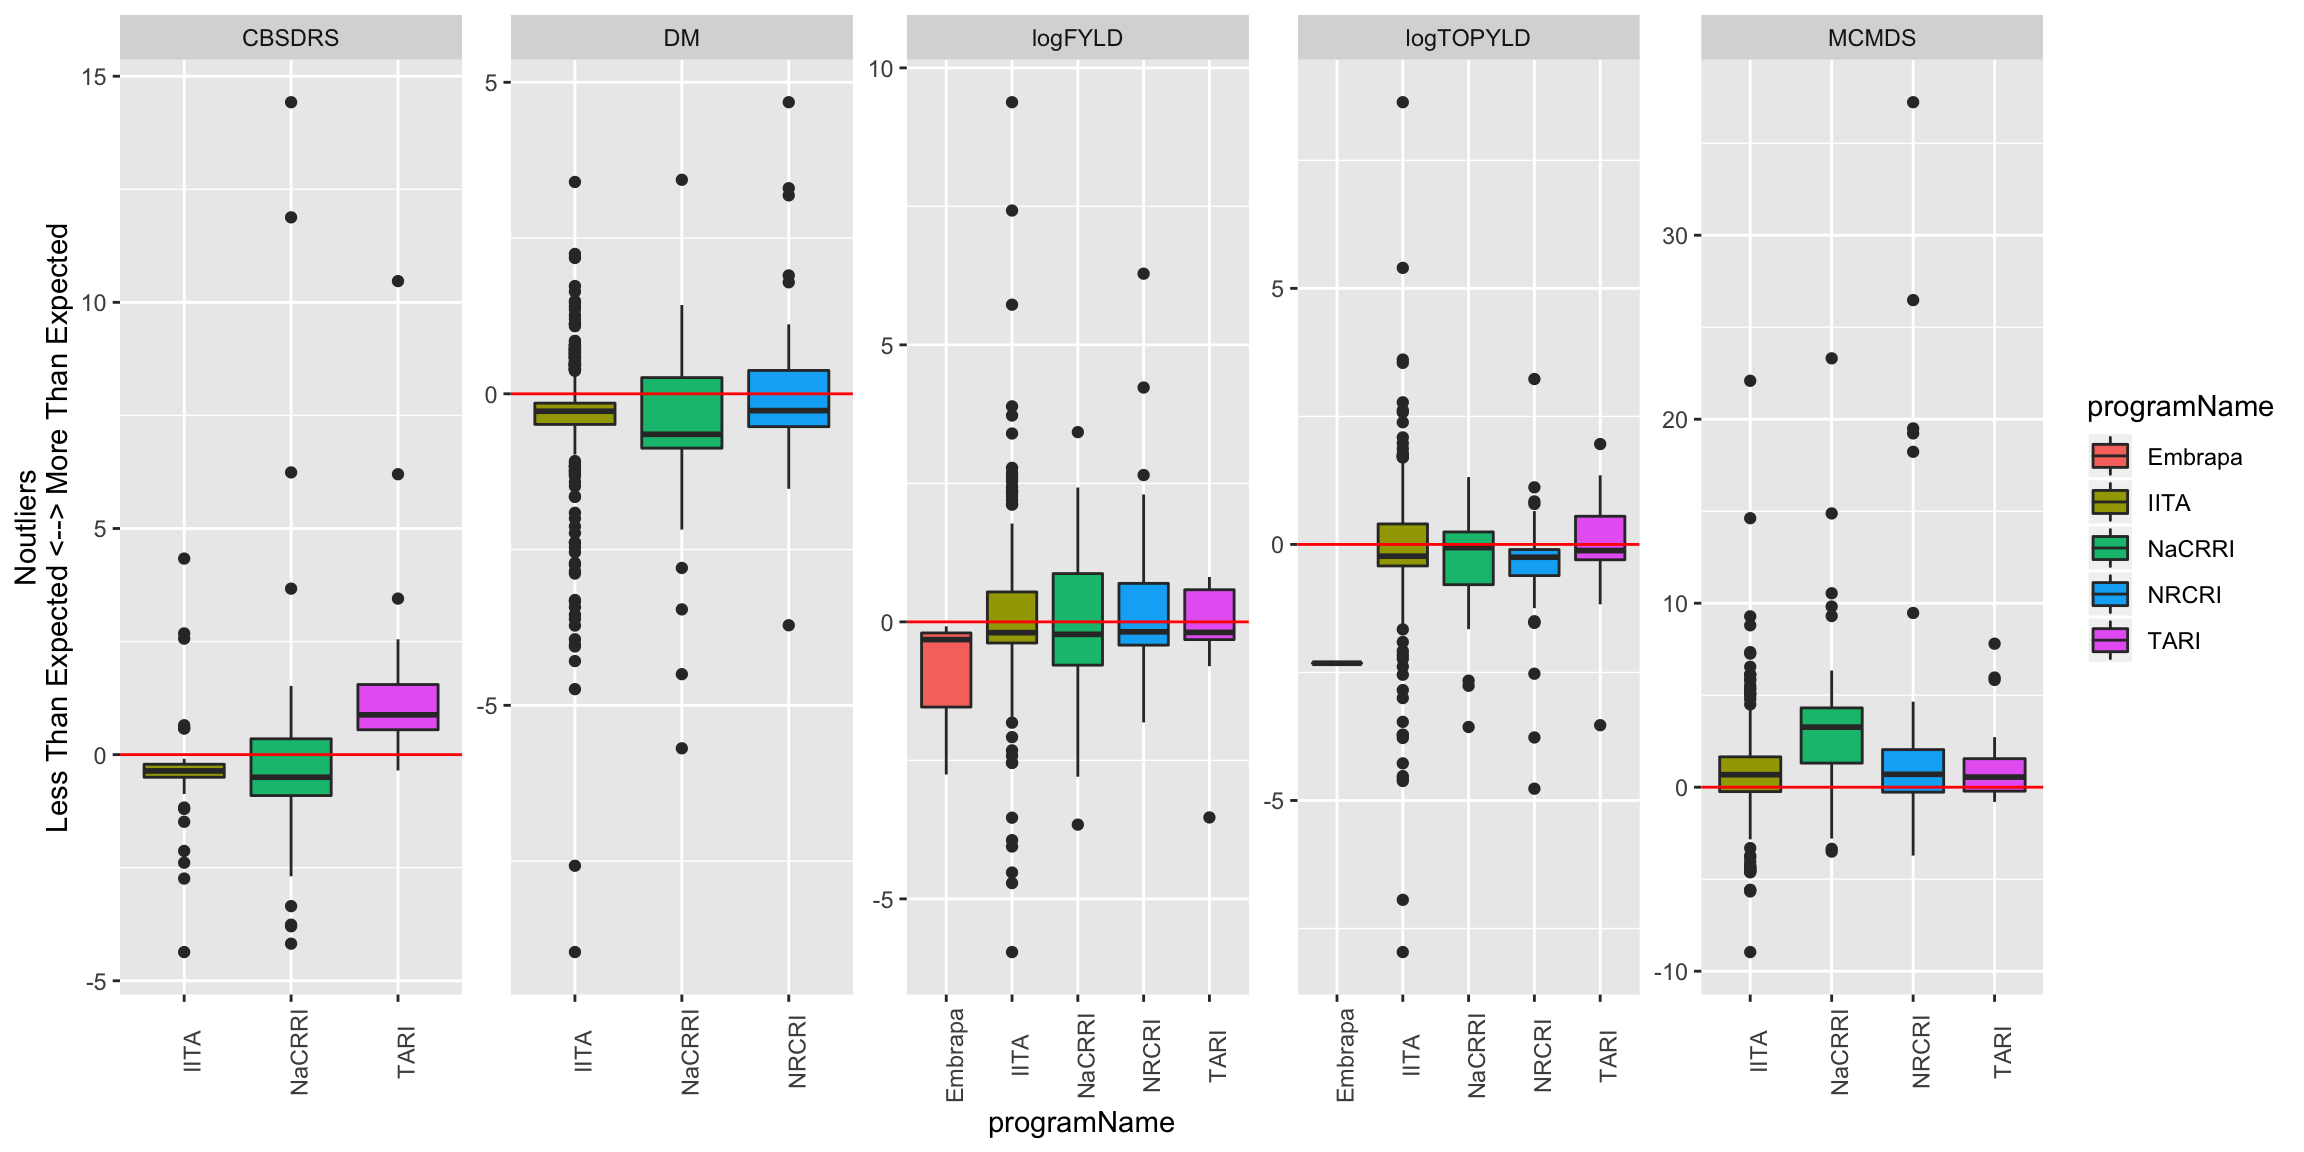 CBSDRS
DM
logFYLD
logTOPYLD
MCMDS
Noutliers
Less Than Expected <--> More Than Expected
15
10
5
0
-5
5
0
-5
10
5
0
-5
5
0
-5
30
20
10
0
-10
IITA
NaCRRI
TARI
IITA
NaCRRI
NRCRI
Embrapa
IITA
NaCRRI
NRCRI
TARI
Embrapa
IITA
NaCRRI
NRCRI
TARI
IITA
NaCRRI
NRCRI
TARI
programName
programName
Embrapa
IITA
NaCRRI
NRCRI
TARI